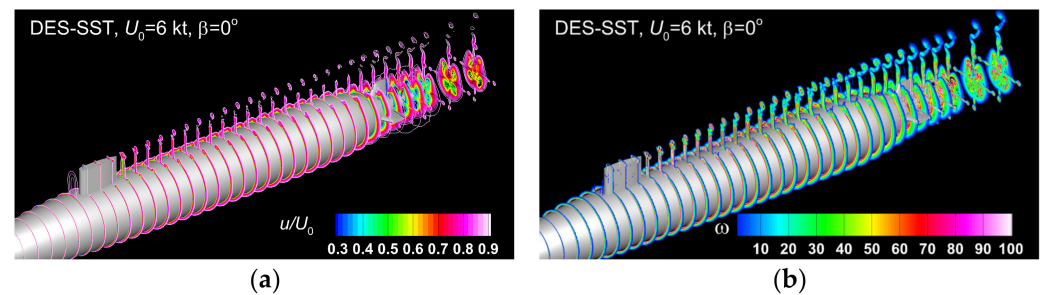 DES-SST, U₀=6 kt, β=0°
u/U₀
0.3 0.4 0.5 0.6 0.7 0.8 0.9
(a)
DES-SST, U₀=6 kt, β=0°
ω
10 20 30 40 50 60 70 80 90 100
(b)